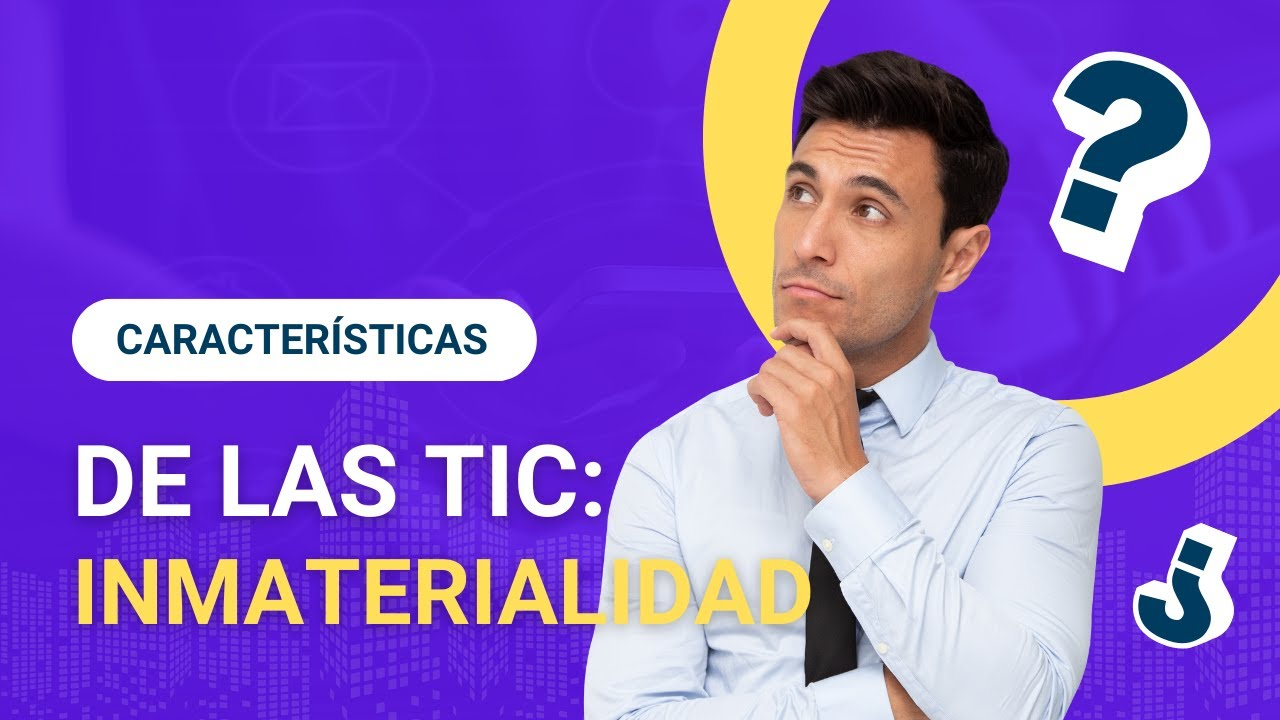 CARACTERÍSTICAS
DE LAS TIC:
INMATERIALIDAD
?
¿